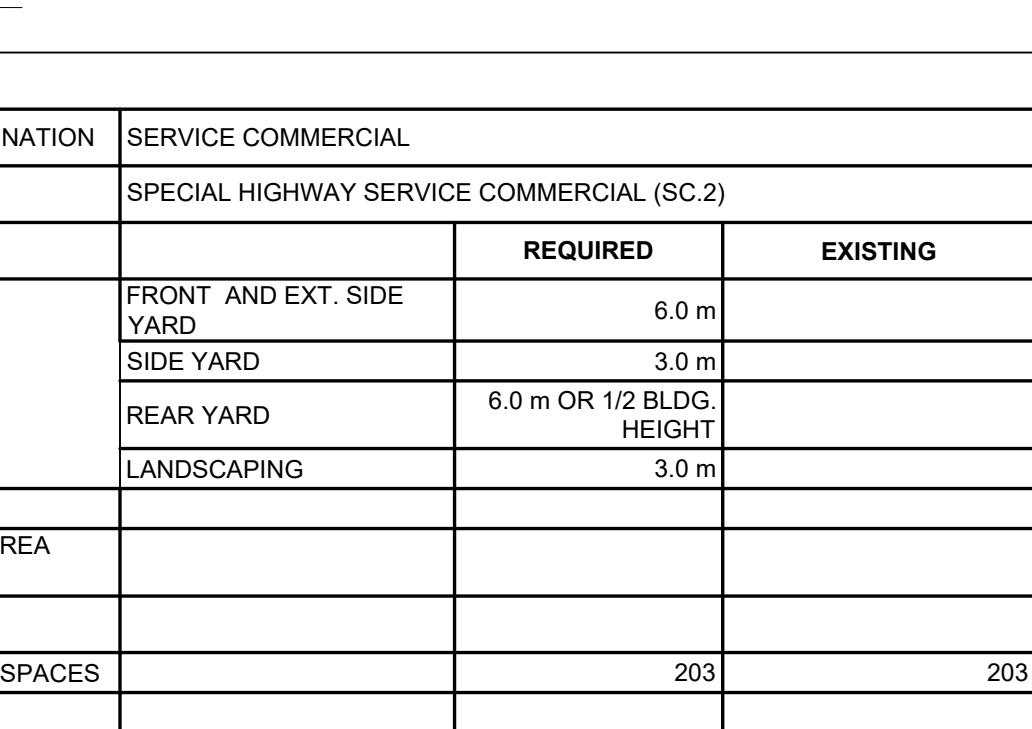 NATION SERVICE COMMERCIAL
SPECIAL HIGHWAY SERVICE COMMERCIAL (SC.2)
REQUIRED EXISTING
FRONT AND EXT. SIDE
YARD 6.0 m
SIDE YARD 3.0 m
REAR YARD 6.0 m OR 1/2 BLDG.
HEIGHT
LANDSCAPING 3.0 m
REA
SPACES 203 203